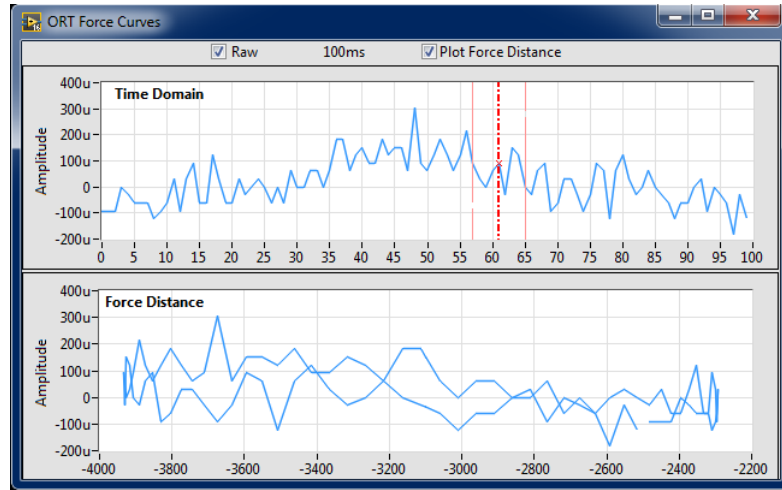 ORT Force Curves
Raw 100ms Plot Force Distance
Time Domain
Amplitude
400u
300u
200u
100u
0
-100u
-200u
0 5 10 15 20 25 30 35 40 45 50 55 60 65 70 75 80 85 90 95 100
Force Distance
Amplitude
400u
300u
200u
100u
0
-100u
-200u
-4000 -3800 -3600 -3400 -3200 -3000 -2800 -2600 -2400 -2200